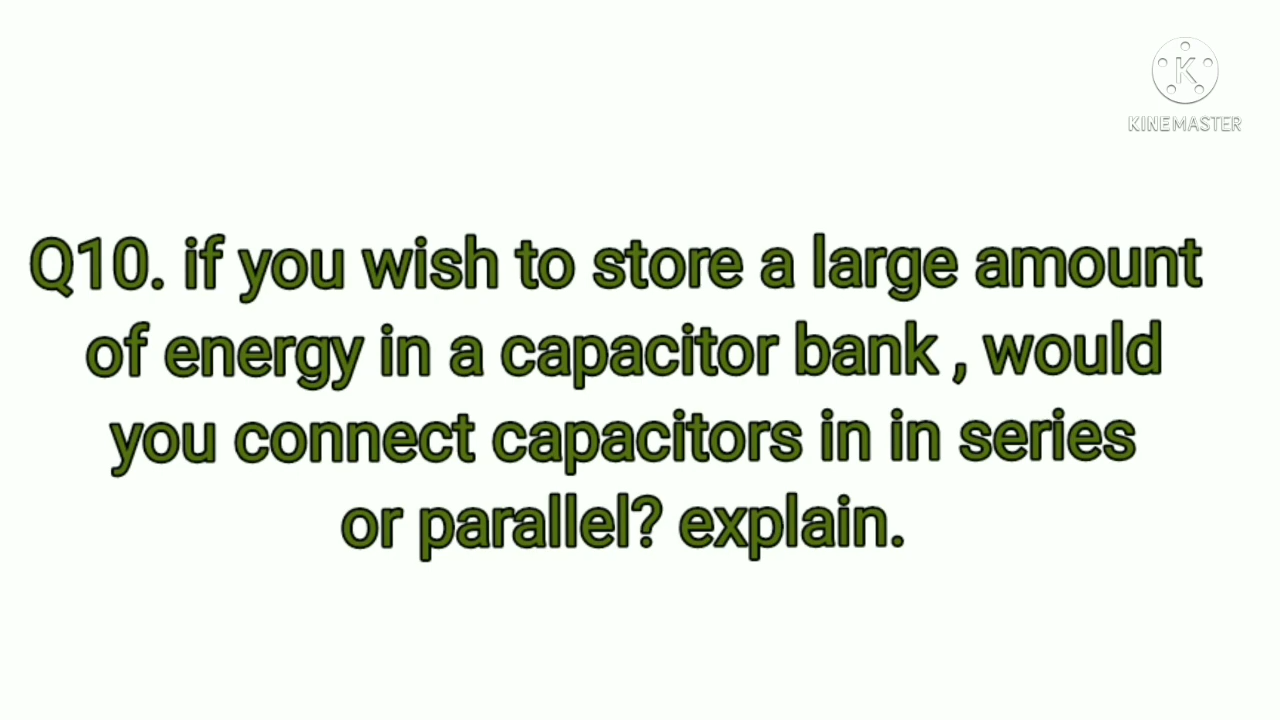 K
KINEMASTER
Q10. if you wish to store a large amount
of energy in a capacitor bank , would
you connect capacitors in in series
or parallel? explain.